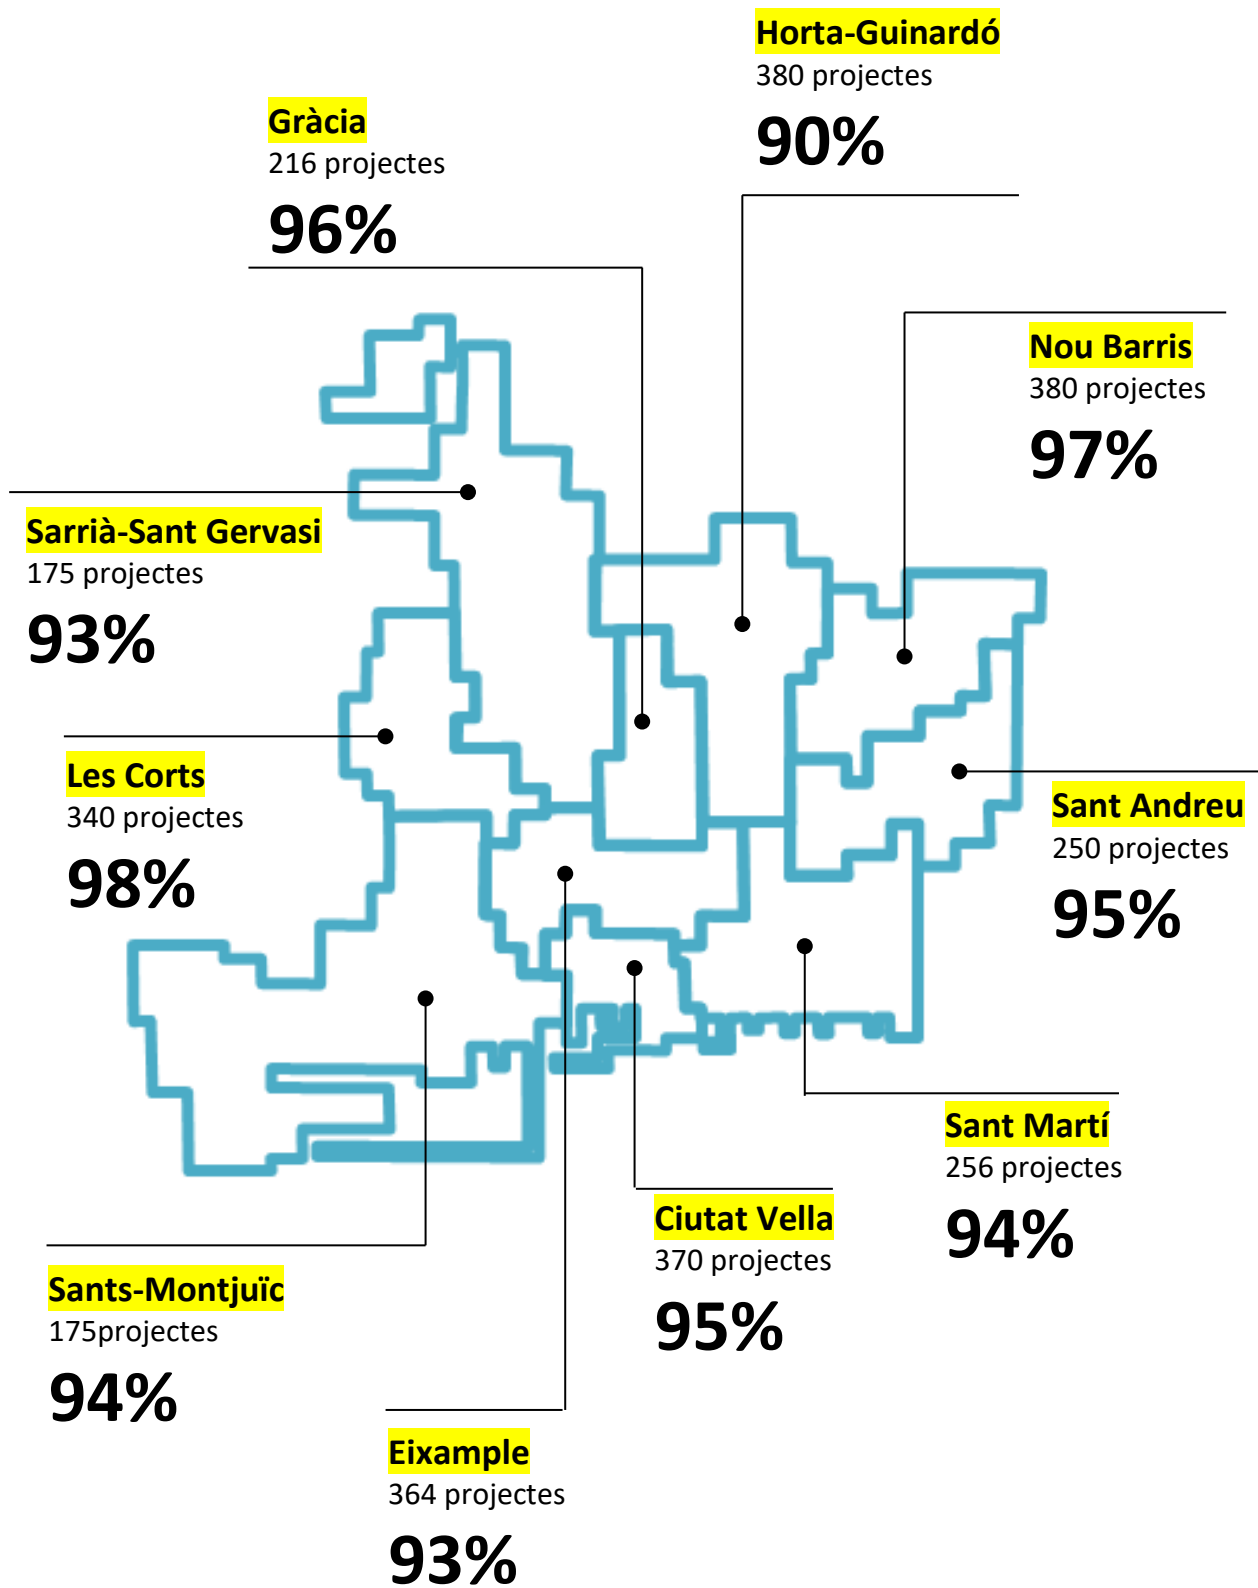 Horta-Guinardó
380 projectes
90%
Gràcia
216 projectes
96%
Nou Barris
380 projectes
97%
Sarrià-Sant Gervasi
175 projectes
93%
Les Corts
340 projectes
98%
Sant Andreu
250 projectes
95%
Sant Martí
256 projectes
94%
Ciutat Vella
370 projectes
95%
Sants-Montjuïc
175projectes
94%
Eixample
364 projectes
93%